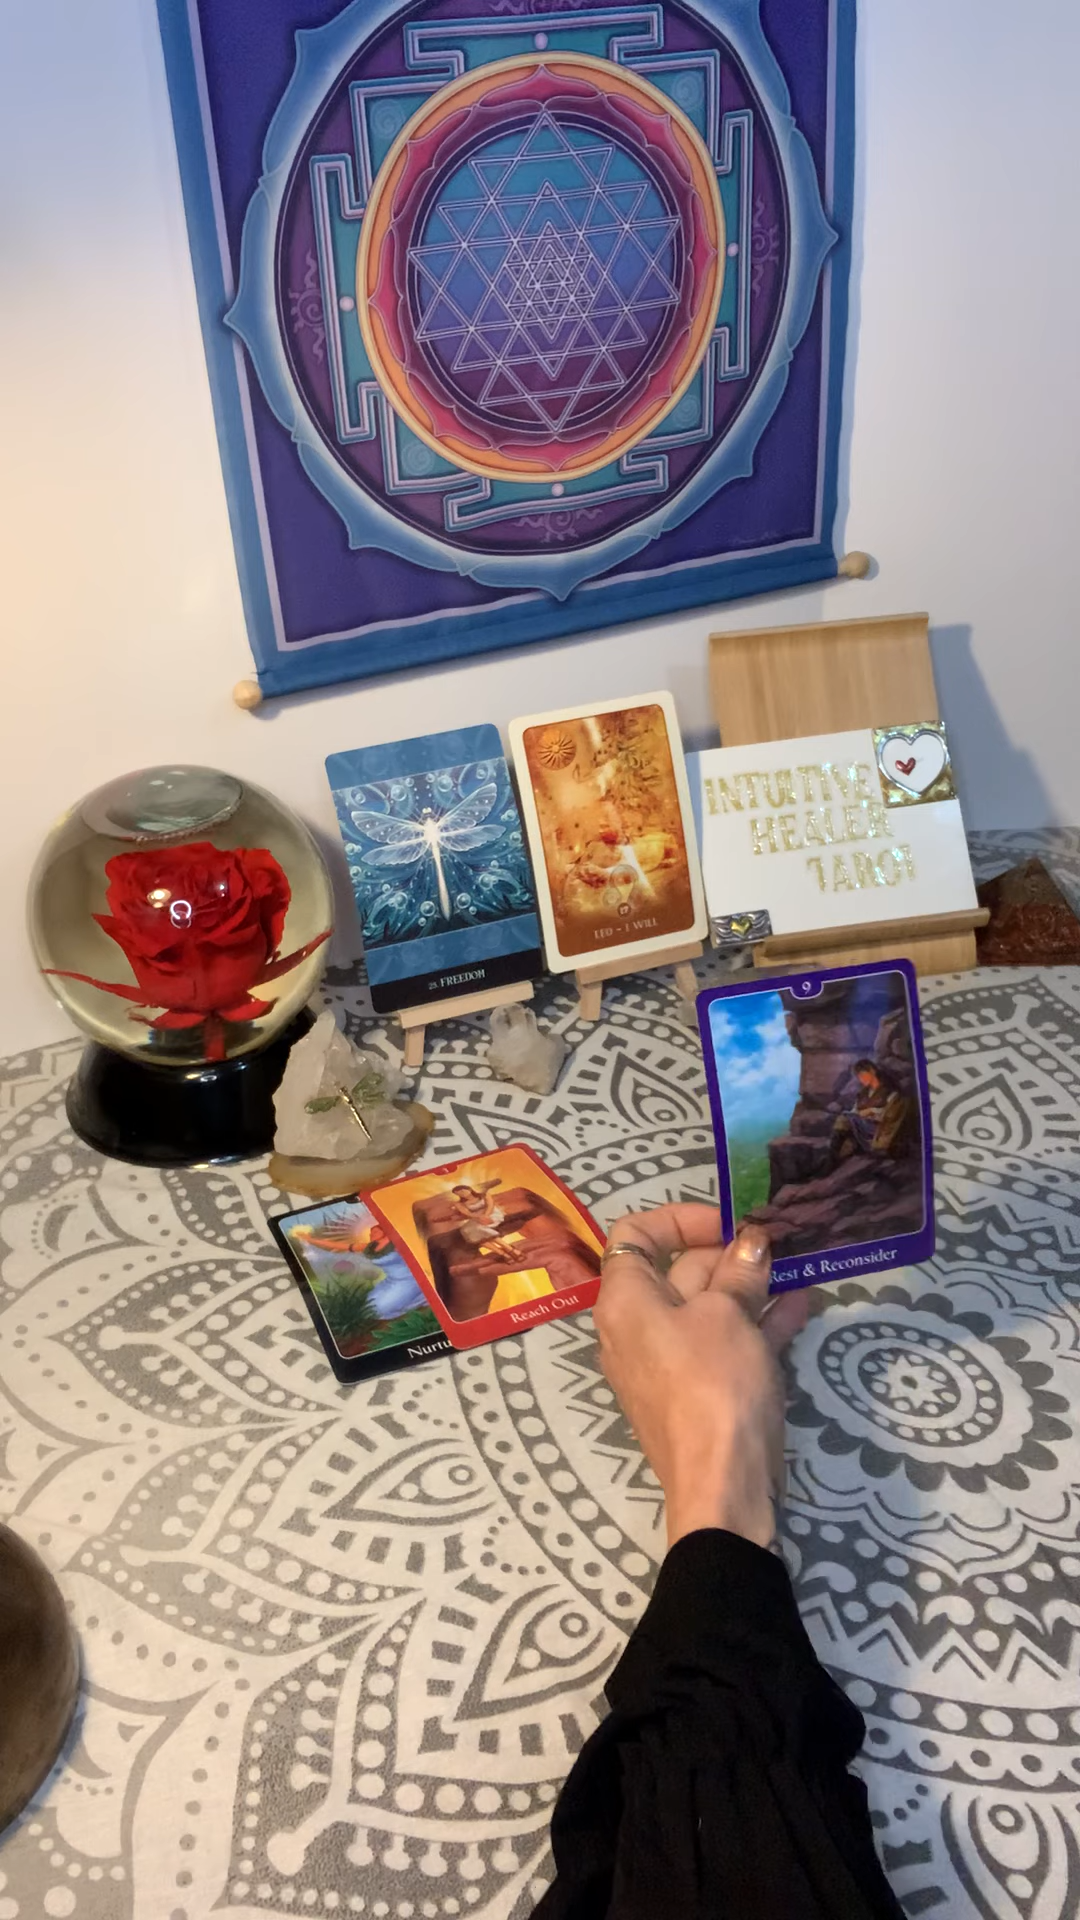 INTUITIVE
HEALER
TAROT
25 FREEDOM
LEO ~ I WILL
9
Rest & Reconsider
Reach Out